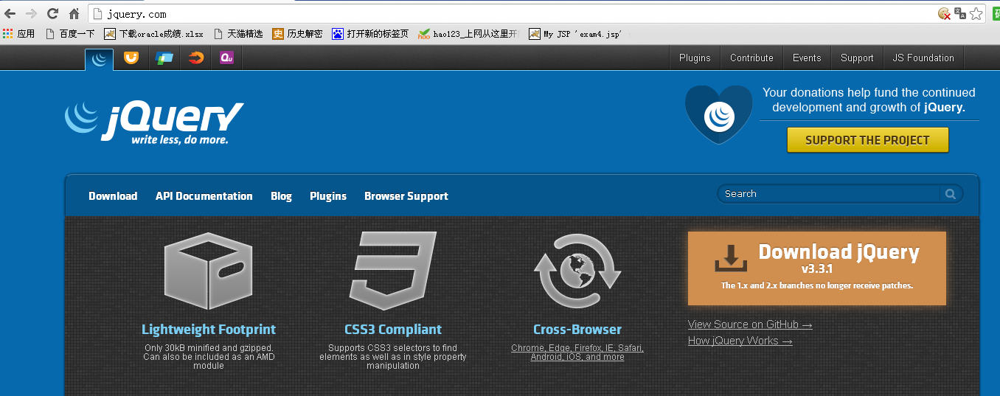 jquery.com
应用 百度一下 下载oracle成绩.xlsx 天猫精选 史 历史解密 打开新的标签页 hao hao123_上网从这里开 My JSP 'exam4.jsp'
Qu Plugins Contribute Events Support JS Foundation
Your donations help fund the continued
development and growth of jQuery.
jQuery
write less, do more.
SUPPORT THE PROJECT
Download API Documentation Blog Plugins Browser Support Search
Download jQuery
v3.3.1
The 1.x and 2.x branches no longer receive patches.
Lightweight Footprint
Only 30kB minified and gzipped.
Can also be included as an AMD
module
CSS3 Compliant
Supports CSS3 selectors to find
elements as well as in style property
manipulation
Cross-Browser
Chrome, Edge, Firefox, IE, Safari,
Android, iOS, and more
View Source on GitHub →
How jQuery Works →